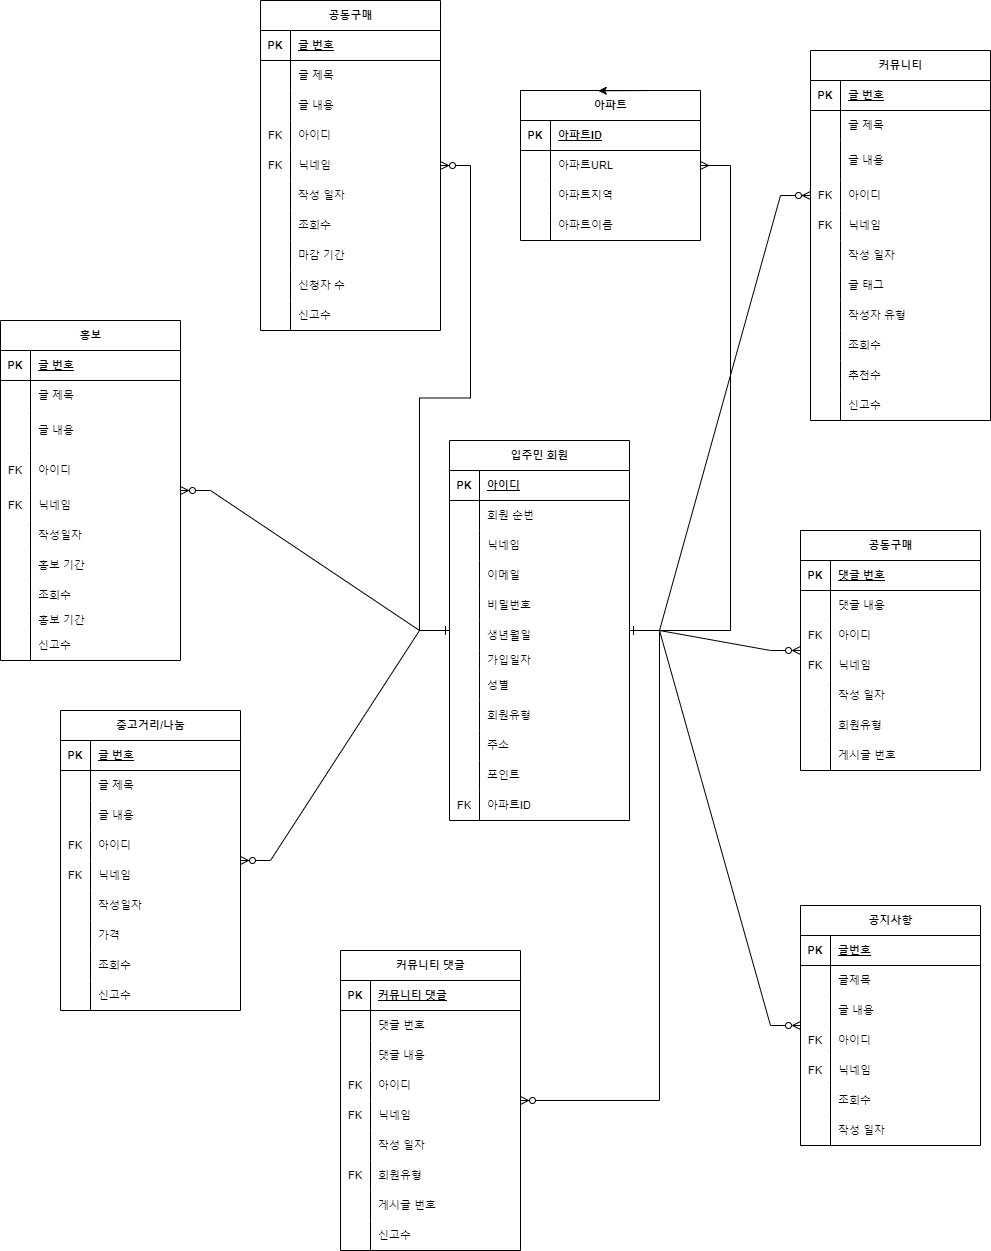 공동구매
PK 글 번호
글 제목
글 내용
FK 아이디
FK 닉네임
작성 일자
조회수
마감 기간
신청자 수
신고수
아파트
PK 아파트ID
아파트URL
아파트지역
아파트이름
커뮤니티
PK 글 번호
글 제목
글 내용
FK 아이디
FK 닉네임
작성 일자
글 태그
작성자 유형
조회수
추천수
신고수
홍보
PK 글 번호
글 제목
글 내용
FK 아이디
FK 닉네임
작성일자
홍보 기간
조회수
홍보 기간
신고수
입주민 회원
PK 아이디
회원 순번
닉네임
이메일
비밀번호
생년월일
가입일자
성별
회원유형
주소
포인트
FK 아파트ID
공동구매
PK 댓글 번호
댓글 내용
FK 아이디
FK 닉네임
작성 일자
회원유형
게시글 번호
중고거리/나눔
PK 글 번호
글 제목
글 내용
FK 아이디
FK 닉네임
작성일자
가격
조회수
신고수
커뮤니티 댓글
PK 커뮤니티 댓글
댓글 번호
댓글 내용
FK 아이디
FK 닉네임
작성 일자
FK 회원유형
게시글 번호
신고수
공지사항
PK 글번호
글제목
글 내용
FK 아이디
FK 닉네임
조회수
작성 일자